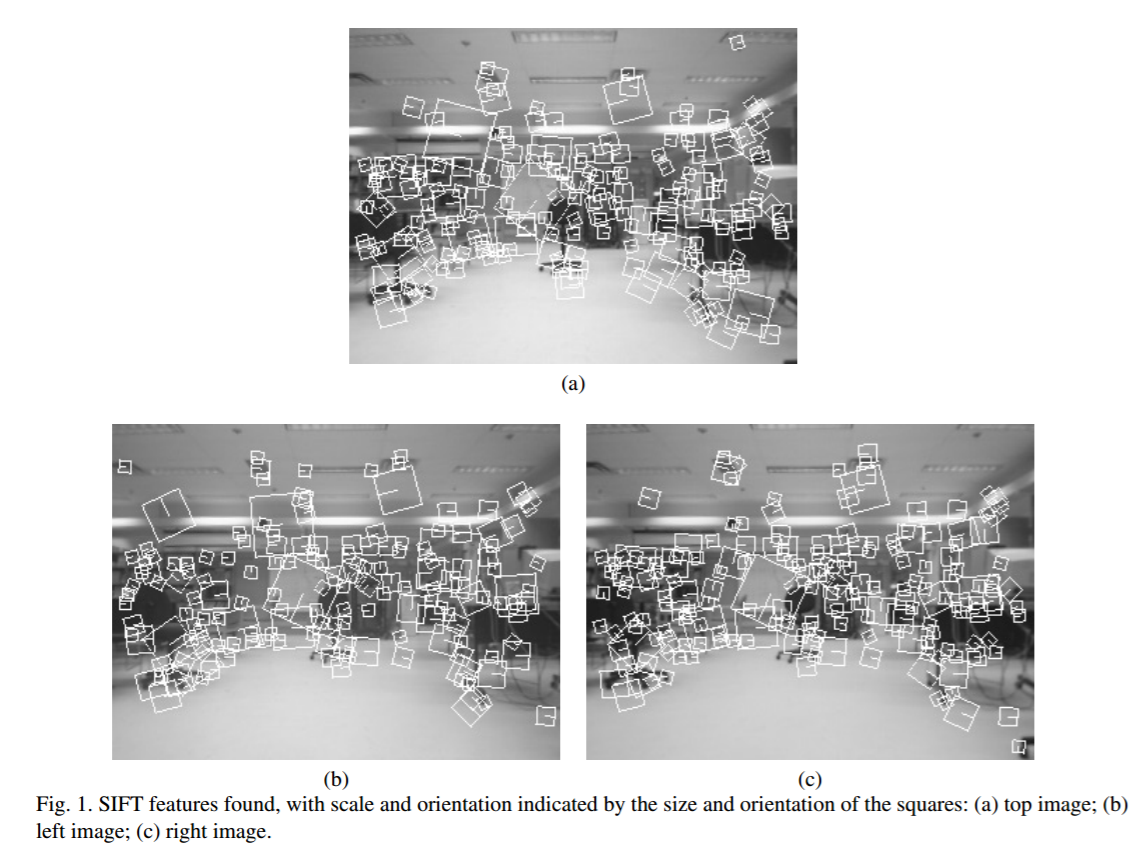 (a)
(b)
(c)
Fig. 1. SIFT features found, with scale and orientation indicated by the size and orientation of the squares: (a) top image; (b)
left image; (c) right image.